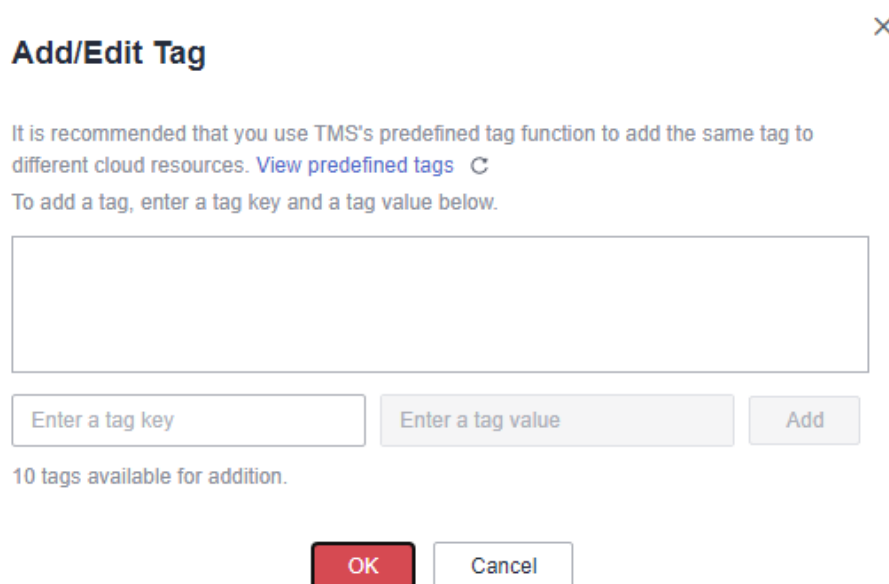 Add/Edit Tag
It is recommended that you use TMS's predefined tag function to add the same tag to
different cloud resources. View predefined tags
To add a tag, enter a tag key and a tag value below.
Enter a tag key Enter a tag value Add
10 tags available for addition.
OK Cancel